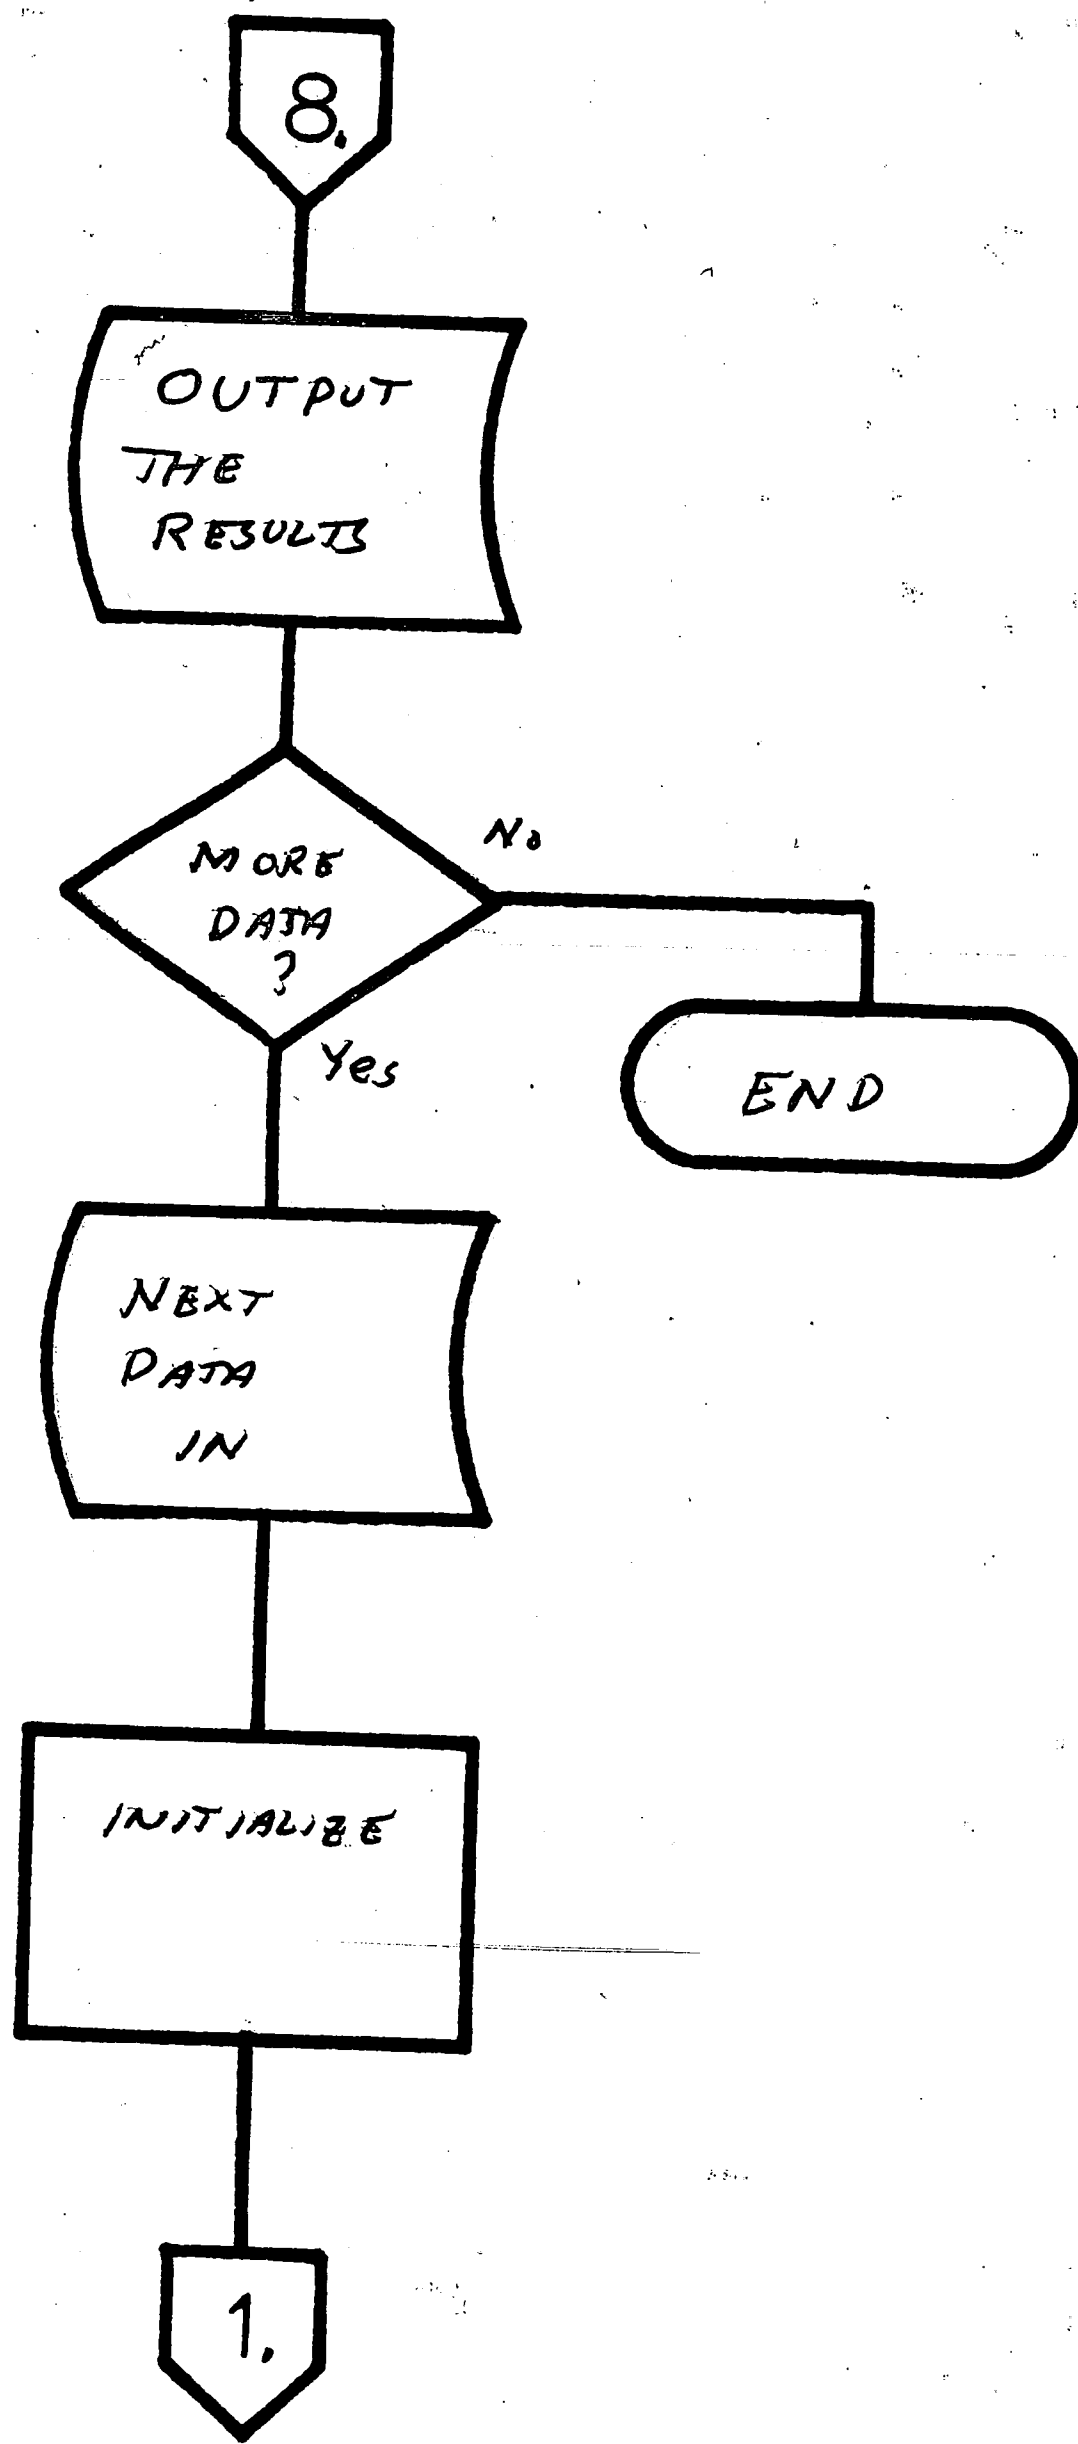 8.
OUTPUT
THE
RESULTS
MORE
DATA
?
No
Yes
END
NEXT
DATA
IN
INITIALIZE
1.